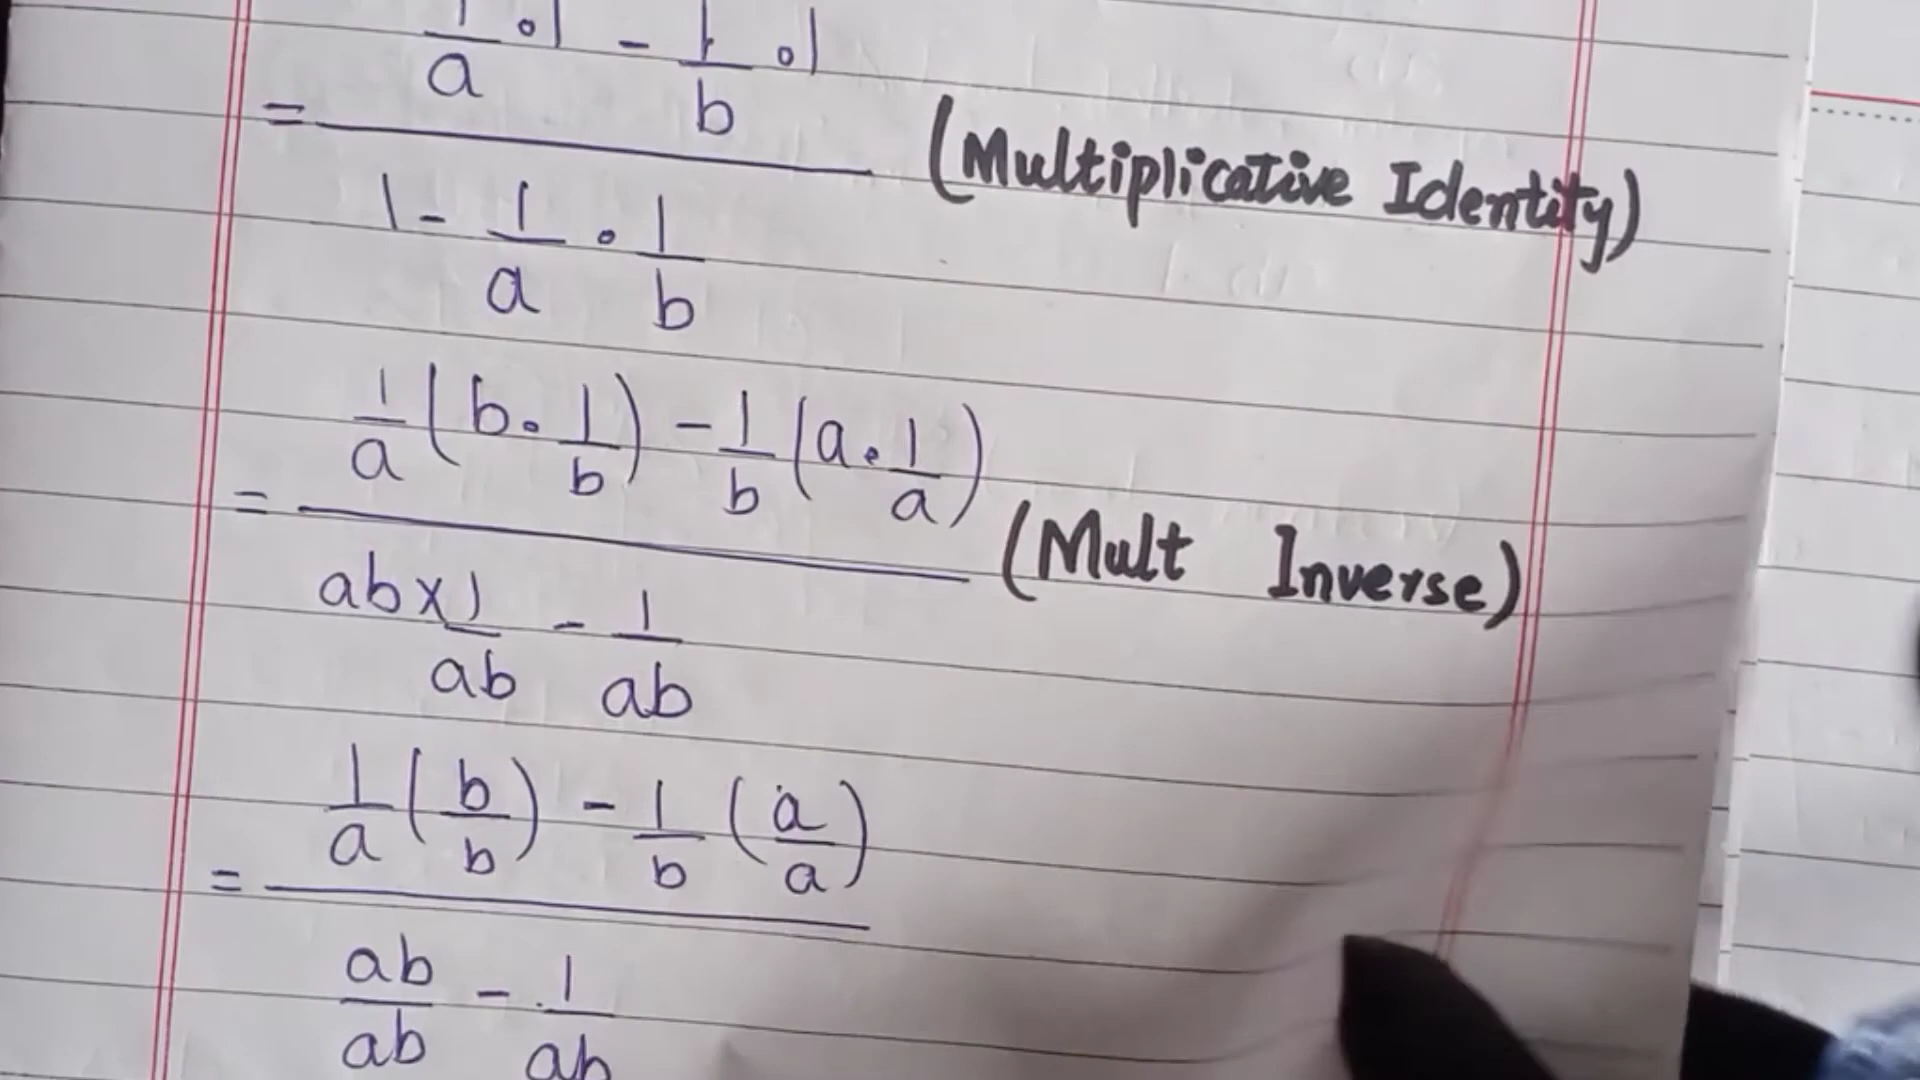 1/a · 1 - 1/b · 1
= (Multiplicative Identity)
1 - 1/a · 1/b
1/a (b · 1/b) - 1/b (a · 1/a)
= (Mult Inverse)
ab × 1/ab - 1/ab
1/a (b/b) - 1/b (a/a)
=
ab/ab - 1/ab